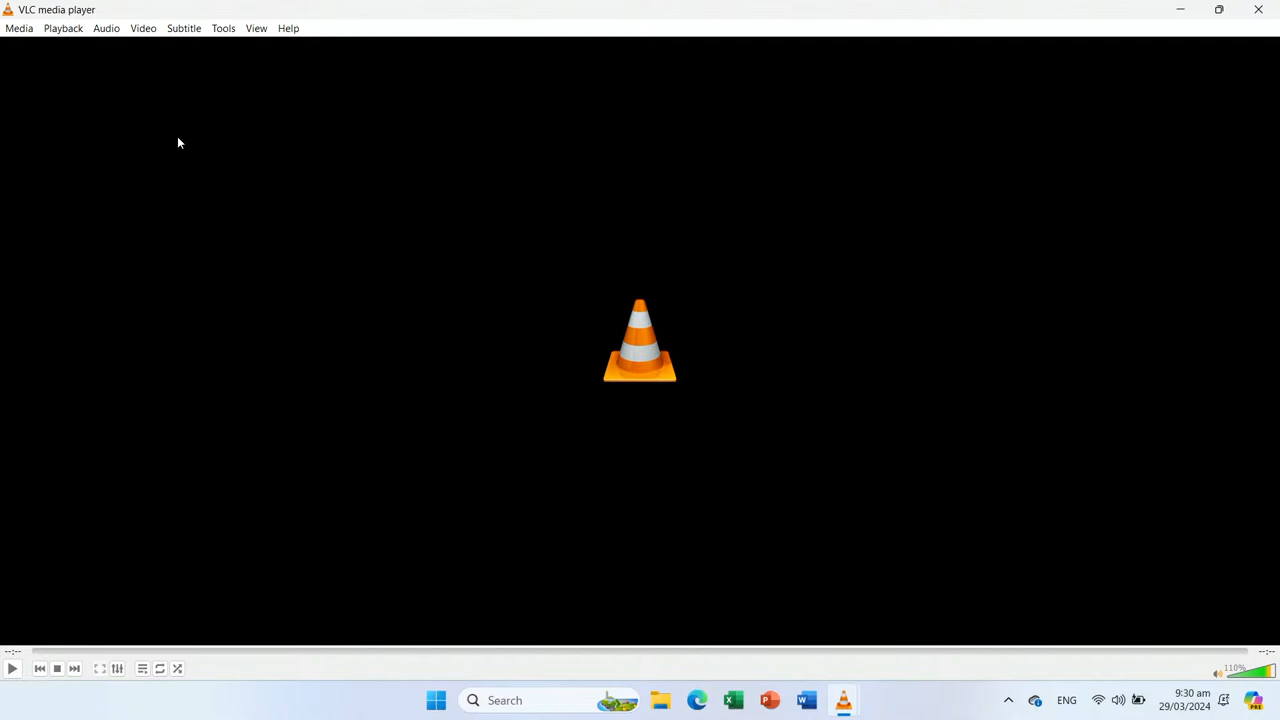 VLC media player
Media Playback Audio Video Subtitle Tools View Help
--:-- --:--
110%
Search
ENG
9:30 am
29/03/2024
PRE